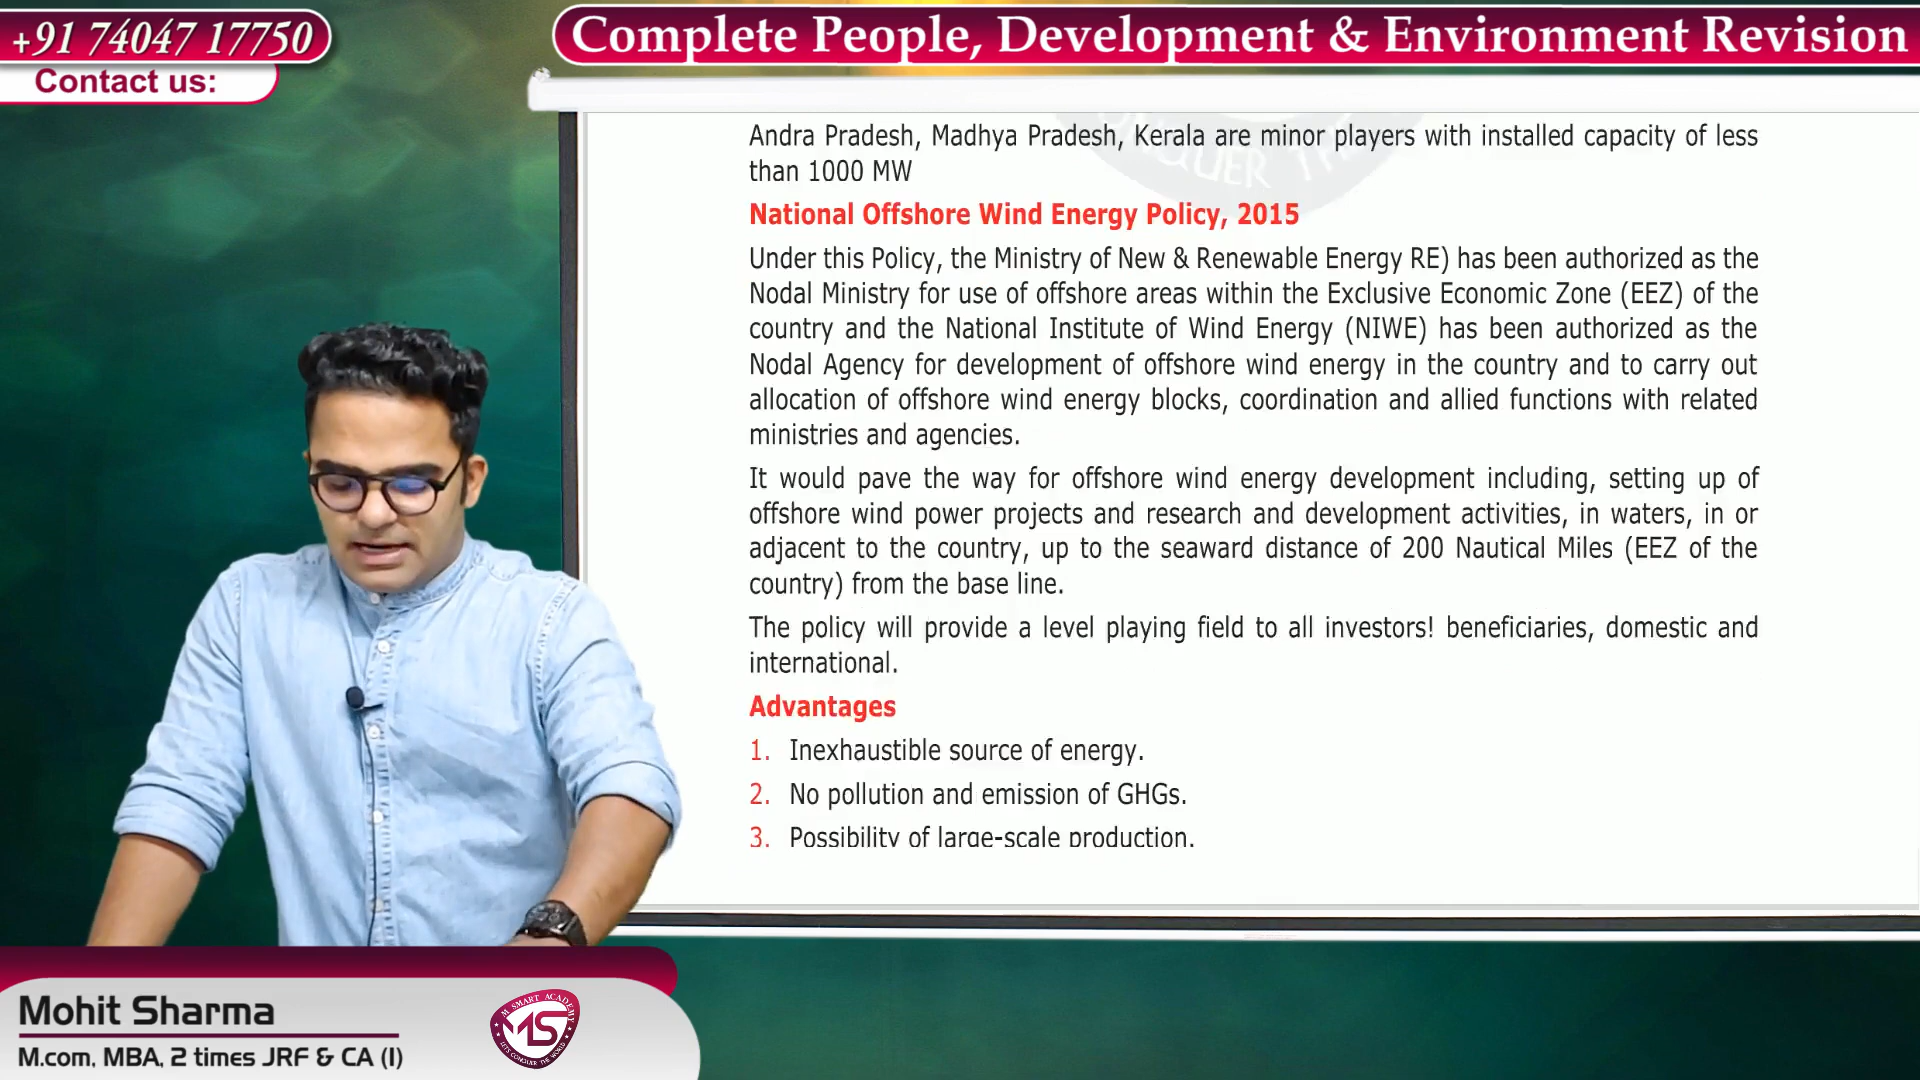 +91 74047 17750
Contact us:
Complete People, Development & Environment Revision
Andra Pradesh, Madhya Pradesh, Kerala are minor players with installed capacity of less
than 1000 MW
National Offshore Wind Energy Policy, 2015
Under this Policy, the Ministry of New & Renewable Energy RE) has been authorized as the
Nodal Ministry for use of offshore areas within the Exclusive Economic Zone (EEZ) of the
country and the National Institute of Wind Energy (NIWE) has been authorized as the
Nodal Agency for development of offshore wind energy in the country and to carry out
allocation of offshore wind energy blocks, coordination and allied functions with related
ministries and agencies.
It would pave the way for offshore wind energy development including, setting up of
offshore wind power projects and research and development activities, in waters, in or
adjacent to the country, up to the seaward distance of 200 Nautical Miles (EEZ of the
country) from the base line.
The policy will provide a level playing field to all investors! beneficiaries, domestic and
international.
Advantages
1. Inexhaustible source of energy.
2. No pollution and emission of GHGs.
3. Possibility of large-scale production.
Mohit Sharma
M.com, MBA, 2 times JRF & CA (I)
M SMART ACADEMY
MS
LETS CONQUER THE WORLD